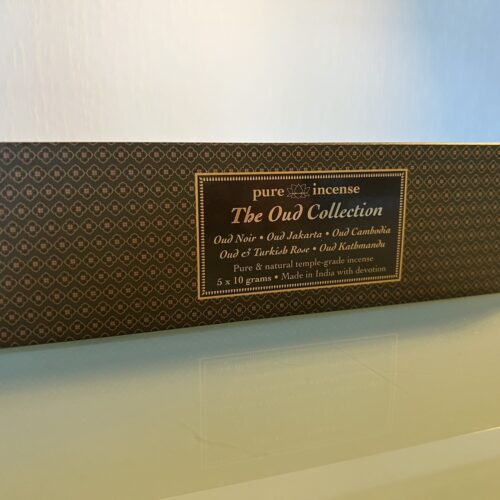 pure incense
The Oud Collection
Oud Noir • Oud Jakarta • Oud Cambodia
Oud & Turkish Rose • Oud Kathmandu
Pure & natural temple-grade incense
5 x 10 grams • Made in India with devotion